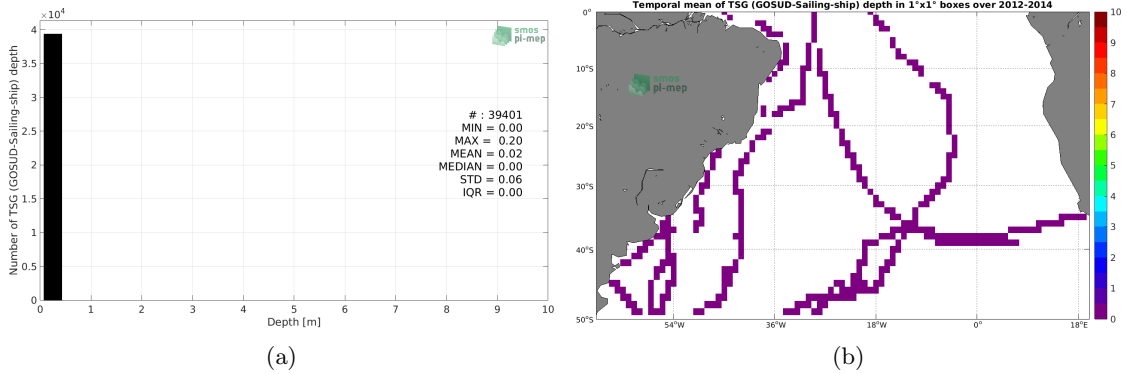 ×10⁴
4
3.5
3
2.5
2
1.5
1
0.5
0
Number of TSG (GOSUD-Sailing-ship) depth
0 1 2 3 4 5 6 7 8 9 10
Depth [m]
smos
pi-mep
# : 39401
MIN = 0.00
MAX = 0.20
MEAN = 0.02
MEDIAN = 0.00
STD = 0.06
IQR = 0.00
(a)
Temporal mean of TSG (GOSUD-Sailing-ship) depth in 1°x1° boxes over 2012-2014
0°
10°S
20°S
30°S
40°S
50°S
54°W 36°W 18°W 0° 18°E
smos
pi-mep
10
9
8
7
6
5
4
3
2
1
0
(b)